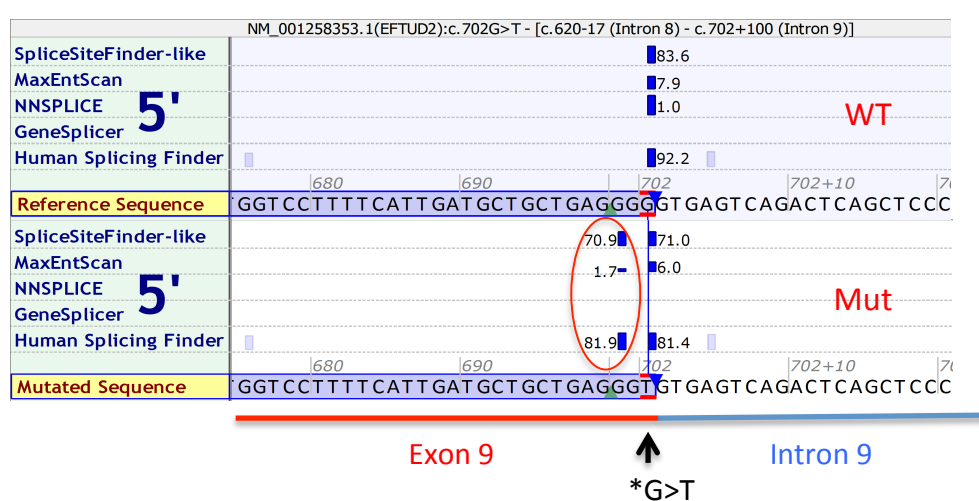 NM_001258353.1(EFTUD2):c.702G>T - [c.620-17 (Intron 8) - c.702+100 (Intron 9)]
SpliceSiteFinder-like 83.6
MaxEntScan 7.9
NNSPLICE 5' 1.0 WT
GeneSplicer
Human Splicing Finder 92.2
680 690 702 702+10
Reference Sequence GGTCCTTTTCATTGATGCTGCTGAGGGGGTGAGTCAGACTCAGCTCCC
SpliceSiteFinder-like 70.9 71.0
MaxEntScan 1.7 6.0
NNSPLICE 5' Mut
GeneSplicer
Human Splicing Finder 81.9 81.4
680 690 702 702+10
Mutated Sequence GGTCCTTTTCATTGATGCTGCTGAGGGTGTGAGTCAGACTCAGCTCCC
Exon 9 Intron 9
*G>T